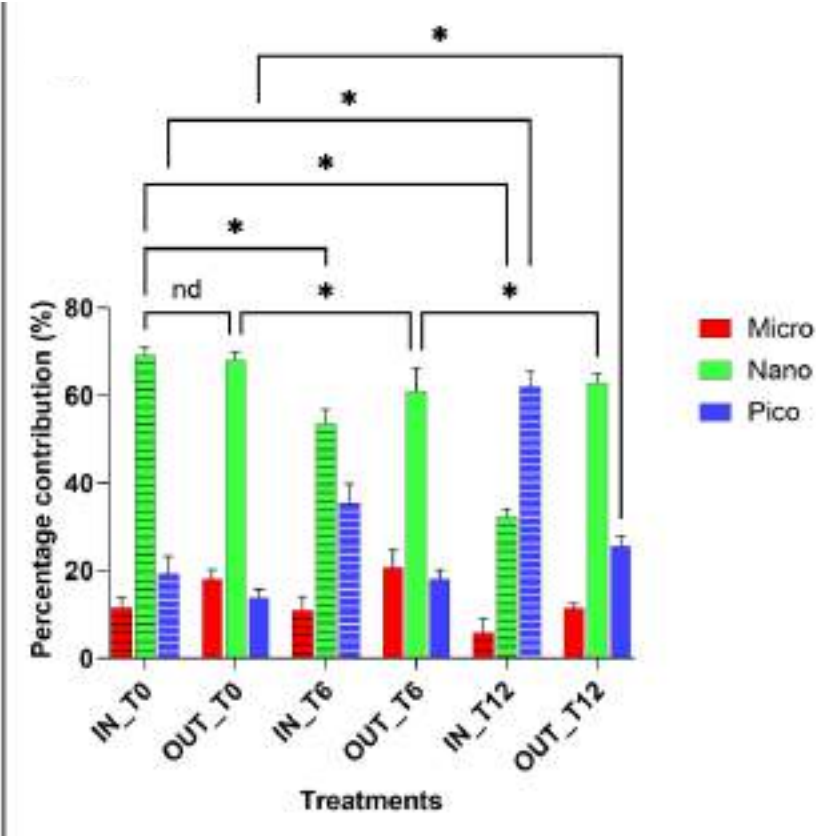 *
*
*
*
nd * *
80
60
40
20
0
Percentage contribution (%)
IN_T0
OUT_T0
IN_T6
OUT_T6
IN_T12
OUT_T12
Treatments
Micro
Nano
Pico